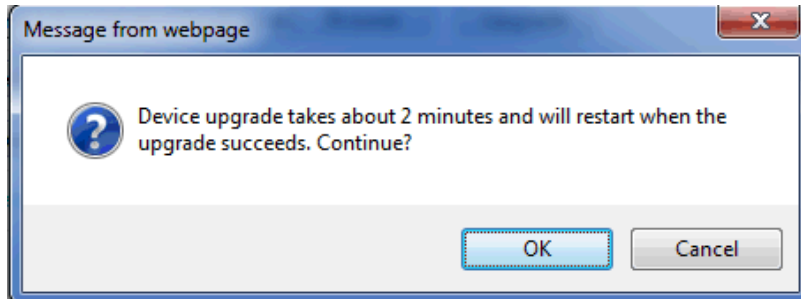 Message from webpage
Device upgrade takes about 2 minutes and will restart when the
upgrade succeeds. Continue?
OK
Cancel